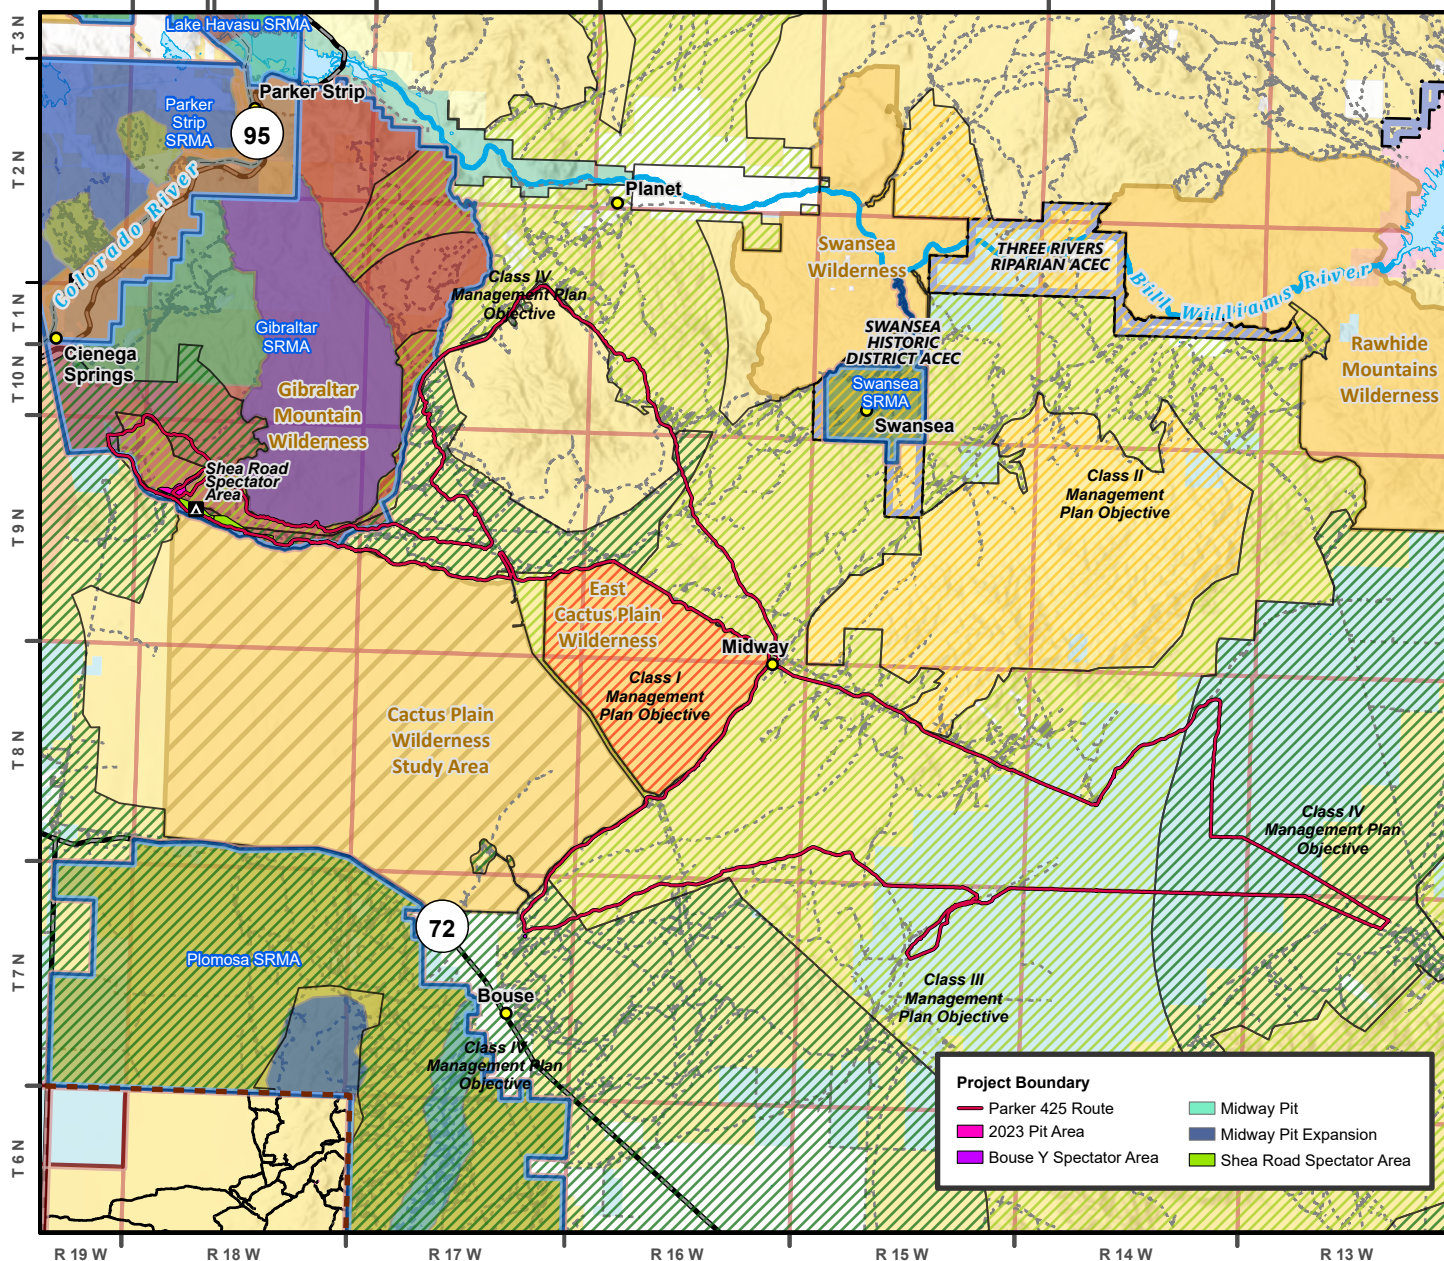 Lake Havasu SRMA
Parker Strip
Parker
Strip
SRMA
95
Colorado River
Planet
Swansea
Wilderness
THREE RIVERS
RIPARIAN ACEC
Bill Williams River
Class IV
Management Plan
Objective
Gibraltar
SRMA
Cienega
Springs
SWANSEA
HISTORIC
DISTRICT ACEC
Rawhide
Mountains
Wilderness
Gibraltar
Mountain
Wilderness
Swansea
SRMA
Swansea
Shea Road
Spectator
Area
Class II
Management
Plan Objective
East
Cactus Plain
Wilderness
Midway
Class I
Management
Plan Objective
Cactus Plain
Wilderness
Study Area
Class IV
Management Plan
Objective
72
Plomosa SRMA
Class III
Management
Plan Objective
Bouse
Class IV
Management Plan
Objective
Project Boundary
Parker 425 Route
2023 Pit Area
Bouse Y Spectator Area
Midway Pit
Midway Pit Expansion
Shea Road Spectator Area
T 3 N
T 2 N
T 1 N
T 10 N
T 9 N
T 8 N
T 7 N
T 6 N
R 19 W
R 18 W
R 17 W
R 16 W
R 15 W
R 14 W
R 13 W